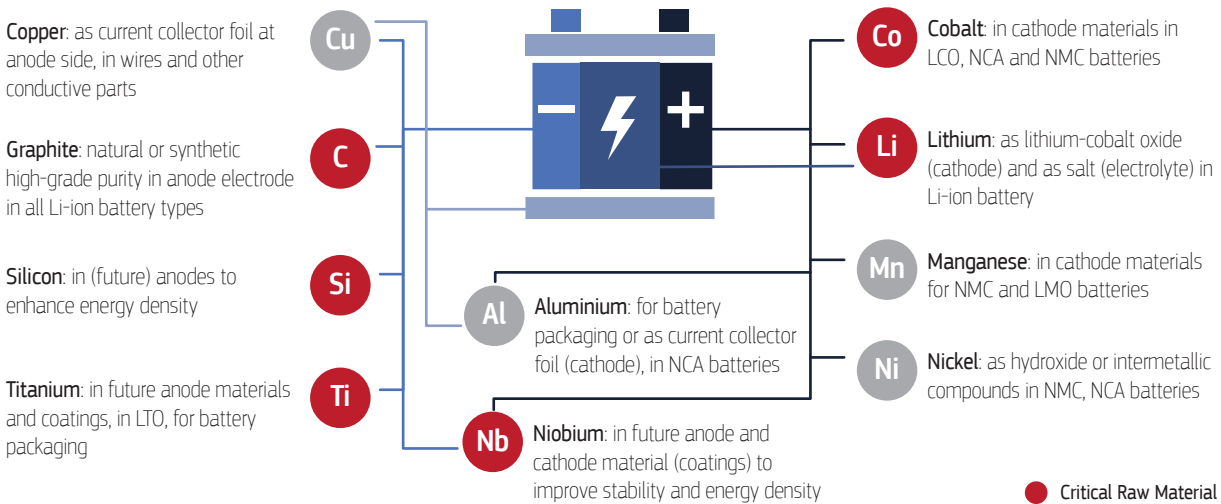 Copper: as current collector foil at
anode side, in wires and other
conductive parts
Cu
Graphite: natural or synthetic
high-grade purity in anode electrode
in all Li-ion battery types
C
Silicon: in (future) anodes to
enhance energy density
Si
Titanium: in future anode materials
and coatings, in LTO, for battery
packaging
Ti
− +
Al
Aluminium: for battery
packaging or as current collector
foil (cathode), in NCA batteries
Nb
Niobium: in future anode and
cathode material (coatings) to
improve stability and energy density
Co
Cobalt: in cathode materials in
LCO, NCA and NMC batteries
Li
Lithium: as lithium-cobalt oxide
(cathode) and as salt (electrolyte) in
Li-ion battery
Mn
Manganese: in cathode materials
for NMC and LMO batteries
Ni
Nickel: as hydroxide or intermetallic
compounds in NMC, NCA batteries
Critical Raw Material